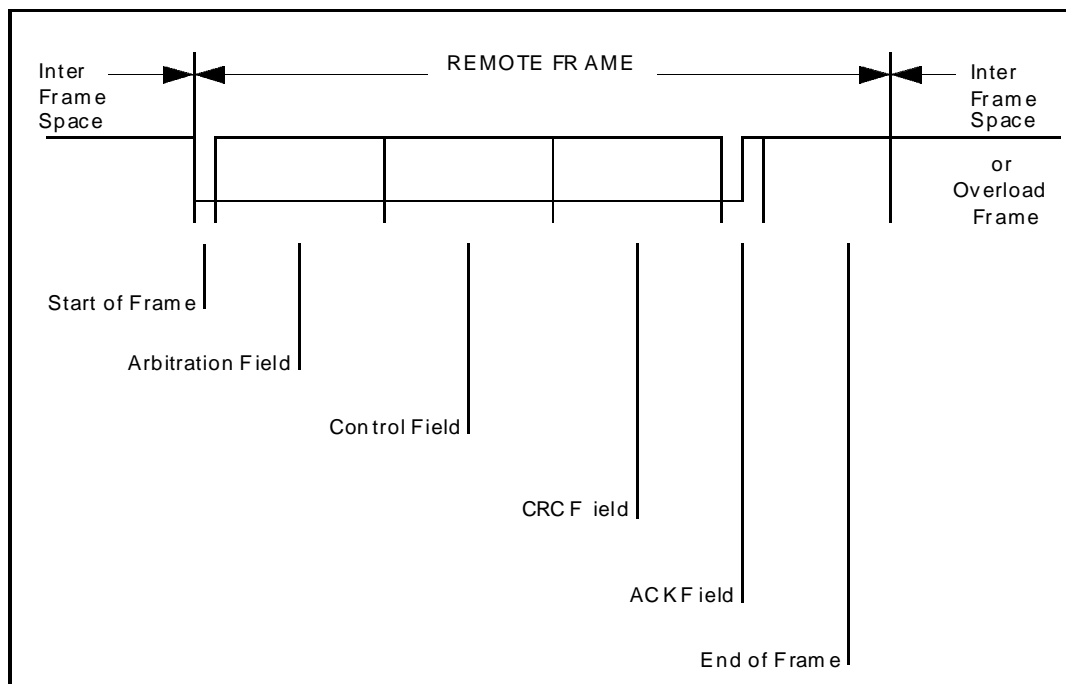 Inter
Frame
Space
REMOTE FRAME
Inter
Frame
Space
or
Overload
Frame
Start of Frame
Arbitration Field
Control Field
CRC Field
ACK Field
End of Frame